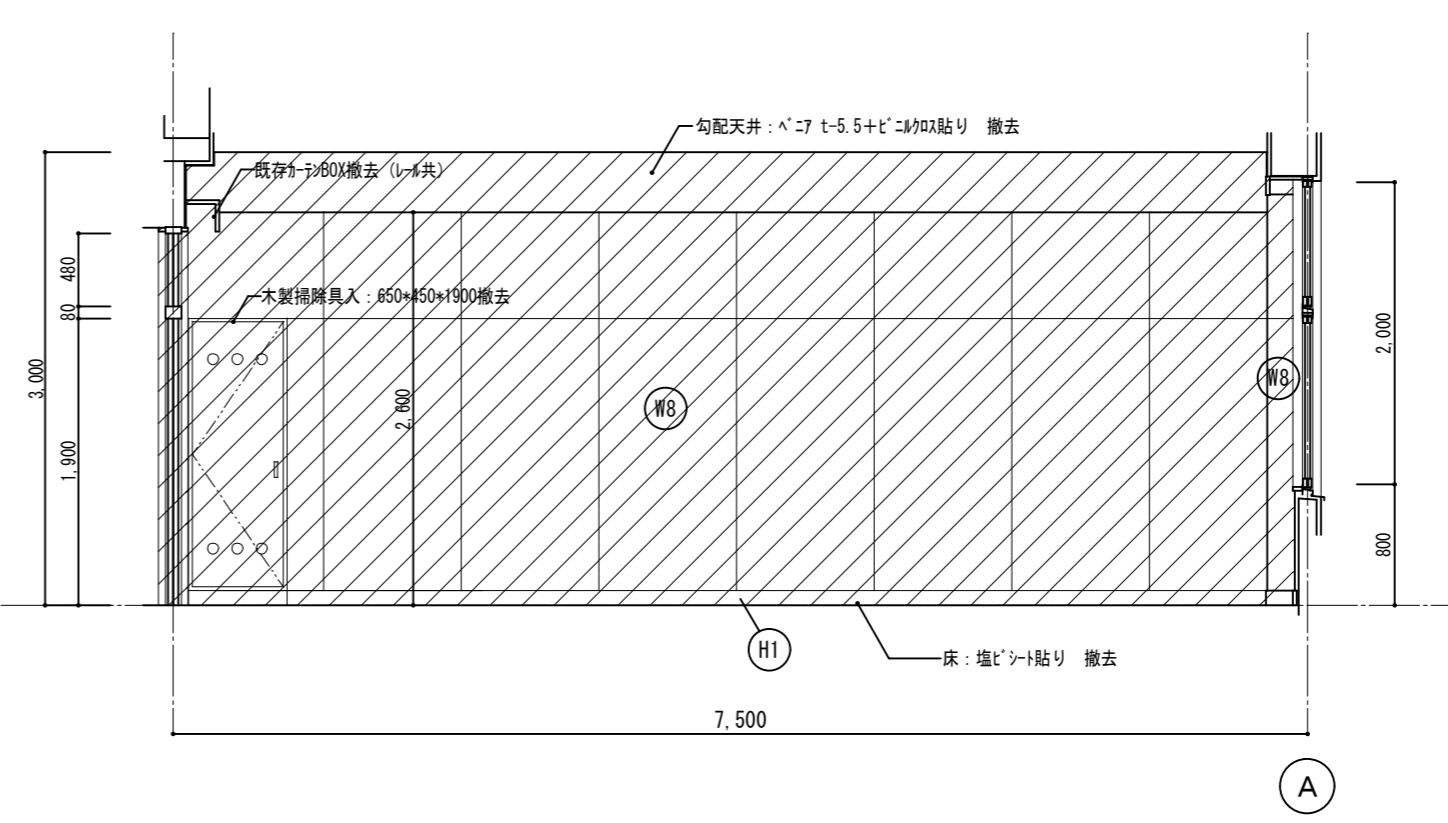 勾配天井：ﾍﾞﾆｱ t-5.5＋ﾋﾞﾆﾙｸﾛｽ貼り　撤去
既存ｶｰﾃﾝBOX撤去（ﾚｰﾙ共）
木製掃除具入：650*450*1900撤去
480
80
1,900
3,000
2,600
W8
W8
2,000
800
H1
床：塩ﾋﾞｼｰﾄ貼り　撤去
7,500
A